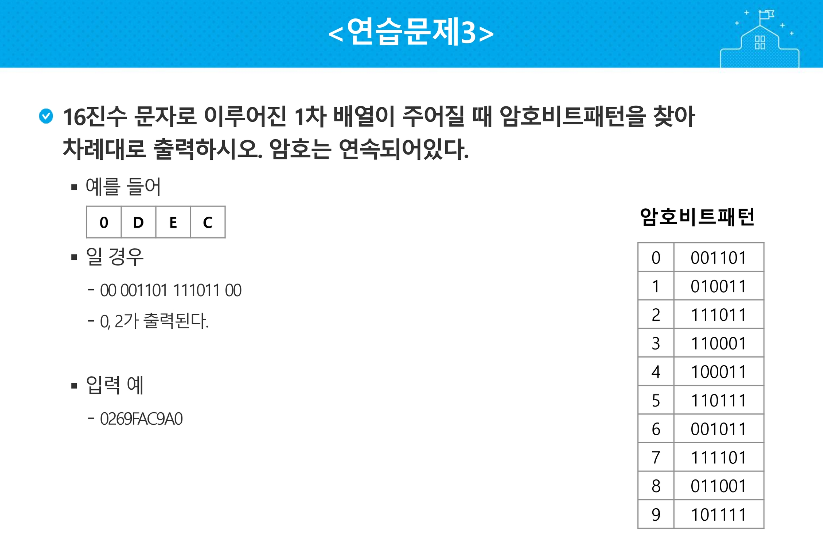 <연습문제3>
16진수 문자로 이루어진 1차 배열이 주어질 때 암호비트패턴을 찾아
차례대로 출력하시오. 암호는 연속되어있다.
▪ 예를 들어
0 D E C
▪ 일 경우
- 00 001101 111011 00
- 0, 2가 출력된다.
▪ 입력 예
- 0269FAC9A0
암호비트패턴
0 001101
1 010011
2 111011
3 110001
4 100011
5 110111
6 001011
7 111101
8 011001
9 101111